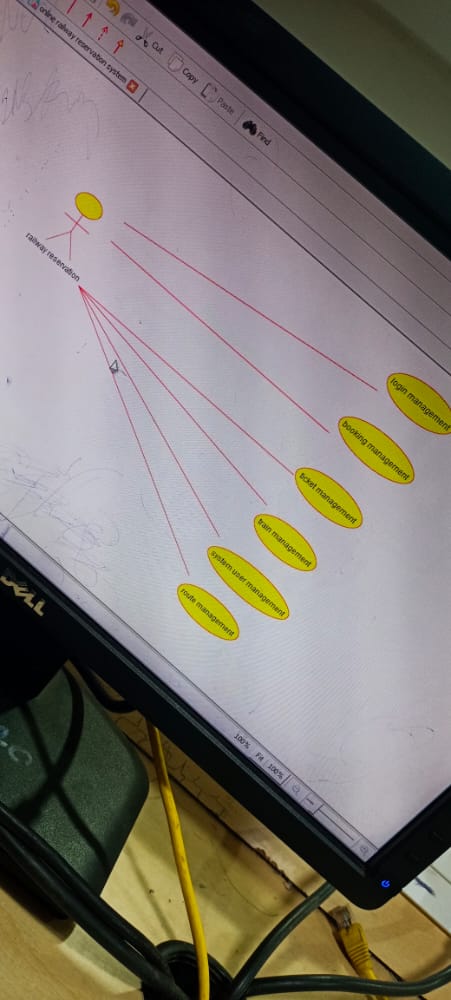 Cut
Copy
Paste
Find
online railway reservation system
railway reservation
login management
booking management
ticket management
train management
system user management
route management
100%
Fit
100%
DELL